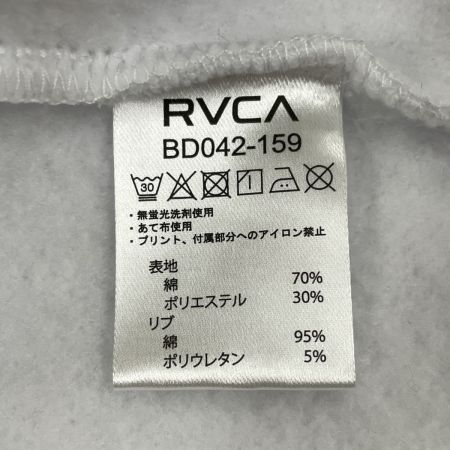 RVCA
BD042-159
30
・無蛍光洗剤使用
・あて布使用
・プリント、付属部分へのアイロン禁止
表地
綿 70%
ポリエステル 30%
リブ
綿 95%
ポリウレタン 5%